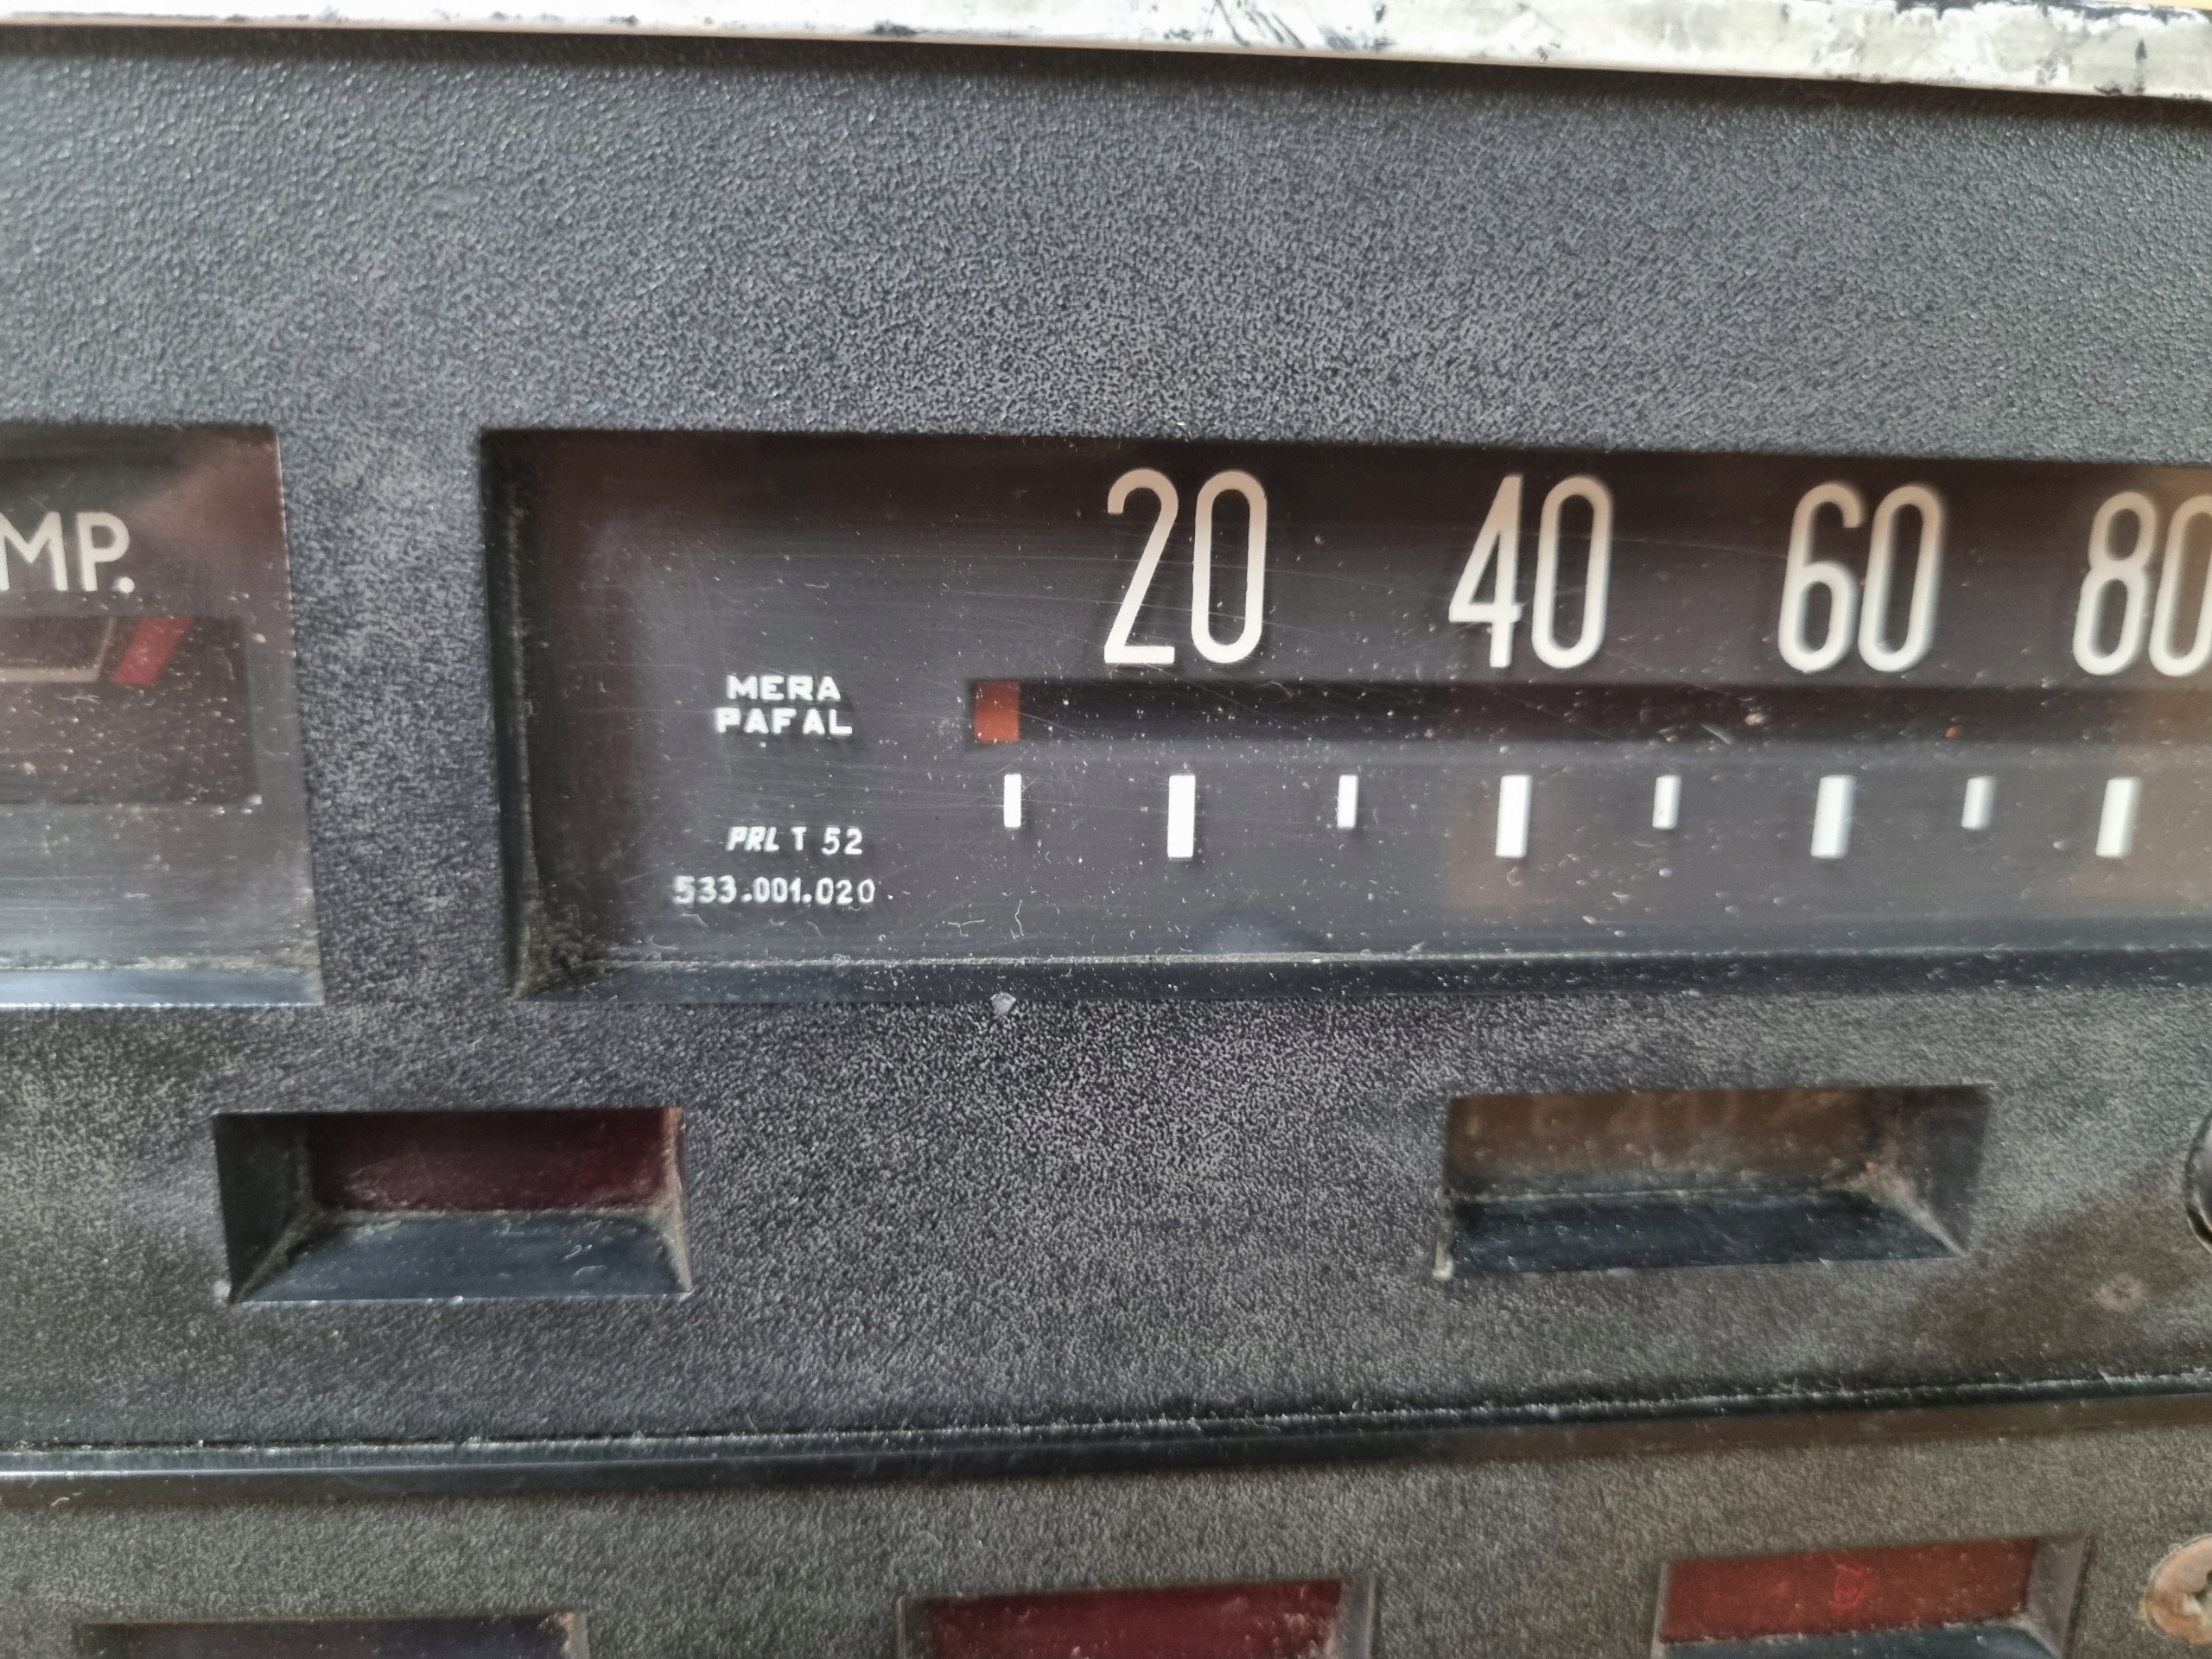 MP.
20 40 60 80
MERA
PAFAL
PRL T 52
533.001.020